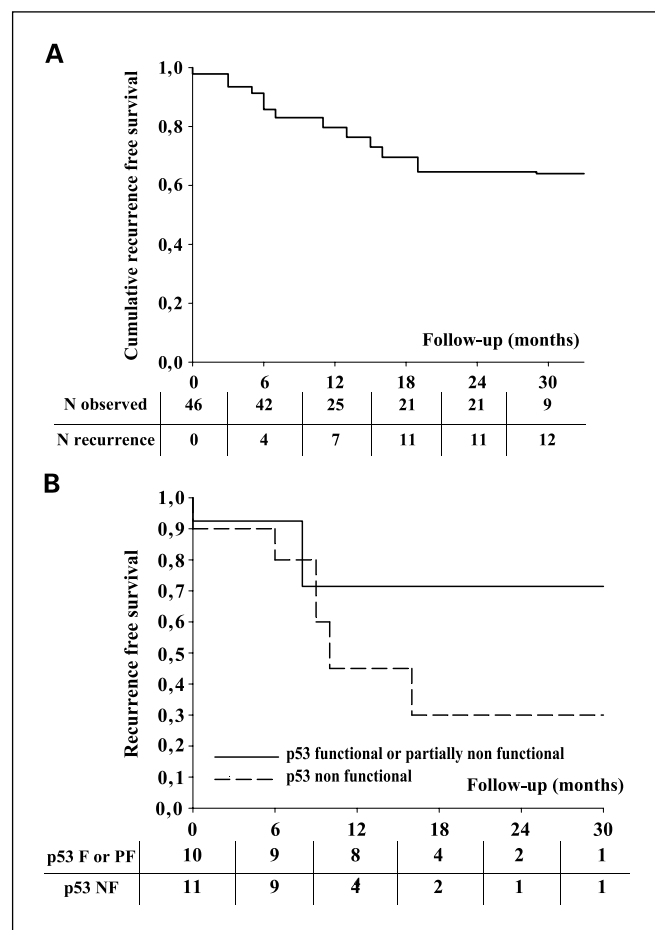 A
Cumulative recurrence free survival
1,0
0,8
0,6
0,4
0,2
0,0
Follow-up (months)
0 6 12 18 24 30
N observed 46 42 25 21 21 9
N recurrence 0 4 7 11 11 12
B
Recurrence free survival
1,0
0,9
0,8
0,7
0,6
0,5
0,4
0,3
0,2
0,1
0,0
p53 functional or partially non functional
p53 non functional
Follow-up (months)
0 6 12 18 24 30
p53 F or PF 10 9 8 4 2 1
p53 NF 11 9 4 2 1 1